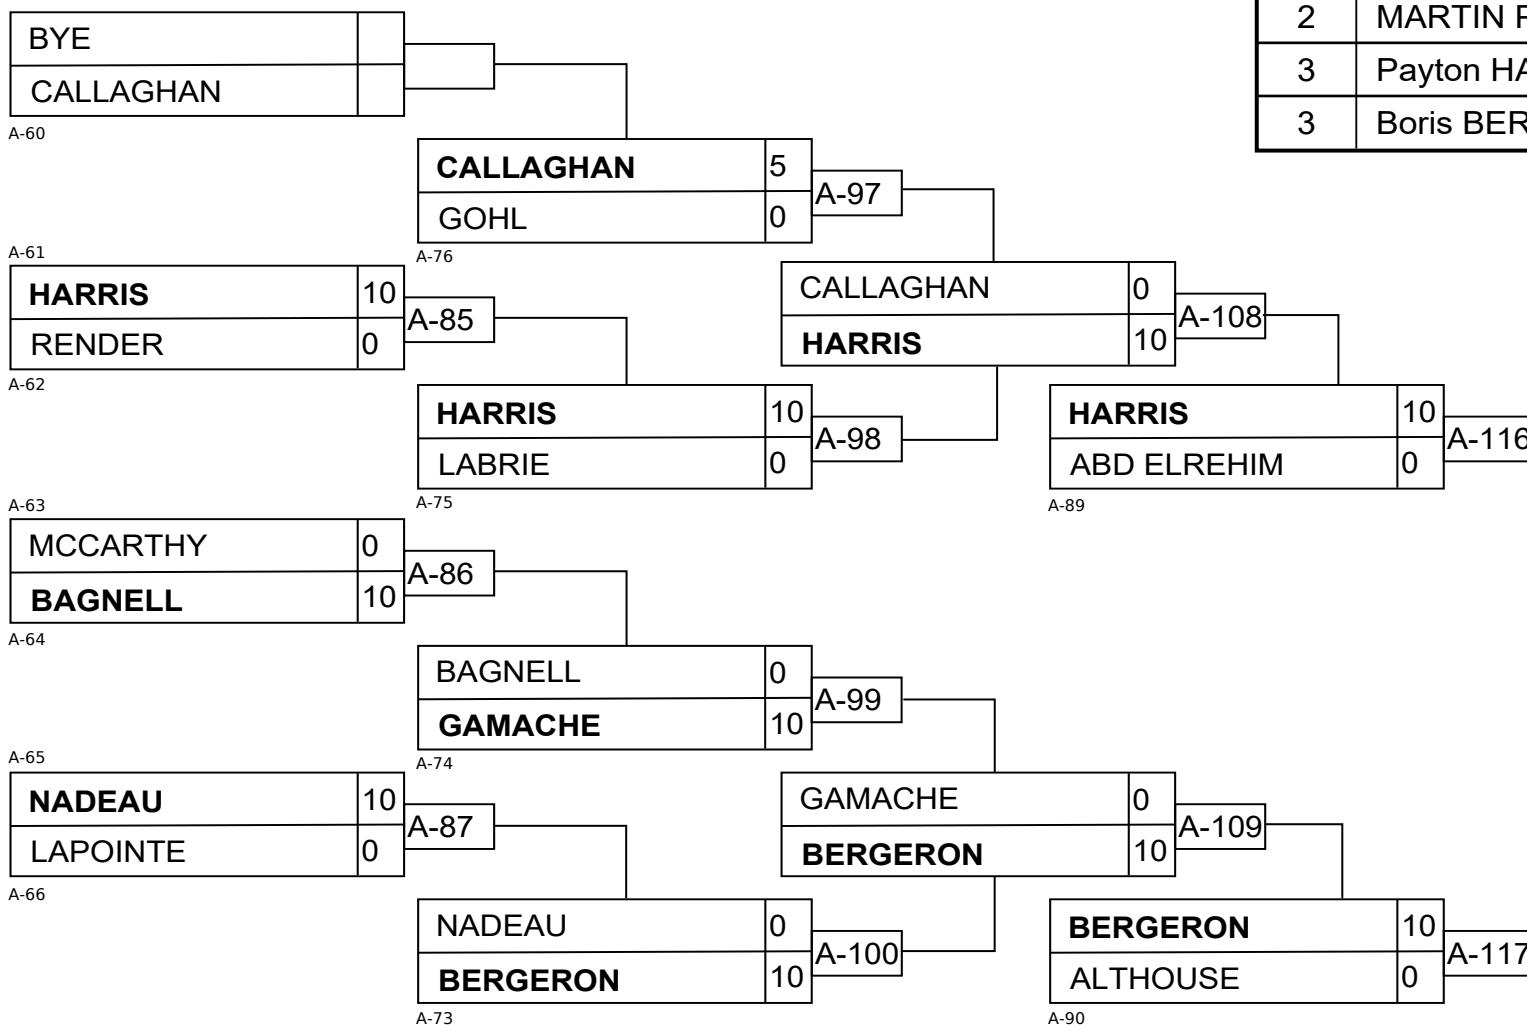 2 MARTIN
3 Payton
3 Boris
BYE
CALLAGHAN
A-60
CALLAGHAN 5
GOHL 0
A-97
A-76
A-61
HARRIS 10
RENDER 0
A-85
A-62
CALLAGHAN 0
HARRIS 10
A-108
HARRIS 10
LABRIE 0
A-98
A-75
HARRIS 10
ABD ELREHIM 0
A-116
A-89
A-63
MCCARTHY 0
BAGNELL 10
A-86
A-64
BAGNELL 0
GAMACHE 10
A-99
A-74
A-65
NADEAU 10
LAPOINTE 0
A-87
A-66
GAMACHE 0
BERGERON 10
A-109
NADEAU 0
BERGERON 10
A-100
A-73
BERGERON 10
ALTHOUSE 0
A-117
A-90